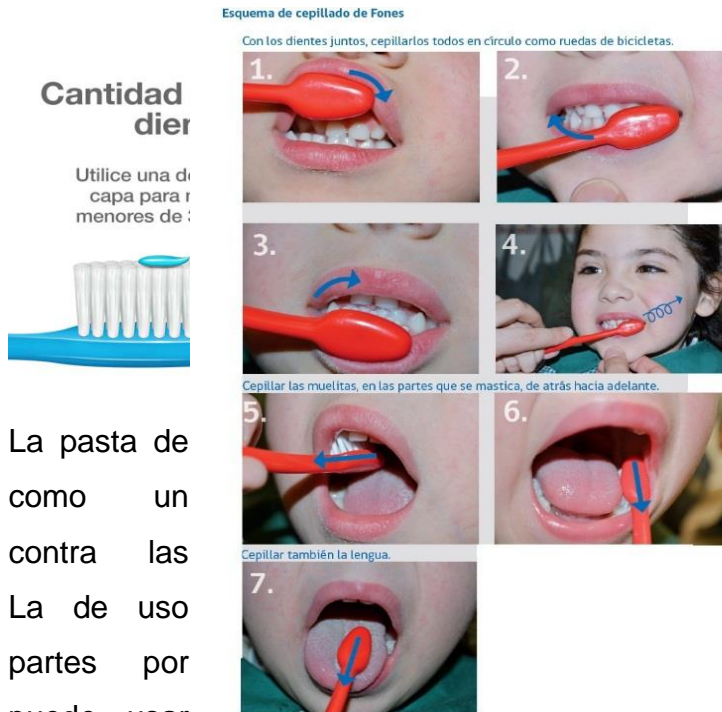 Esquema de cepillado de Fones
Con los dientes juntos, cepillarlos todos en círculo como ruedas de bicicletas.
1.
2.
3.
4.
Cepillar las muelitas, en las partes que se mastica, de atrás hacia adelante.
5.
6.
Cepillar también la lengua.
7.
Cantidad
Utilice una
capa para
menores de
La pasta de
como un
contra las
La de uso
partes por